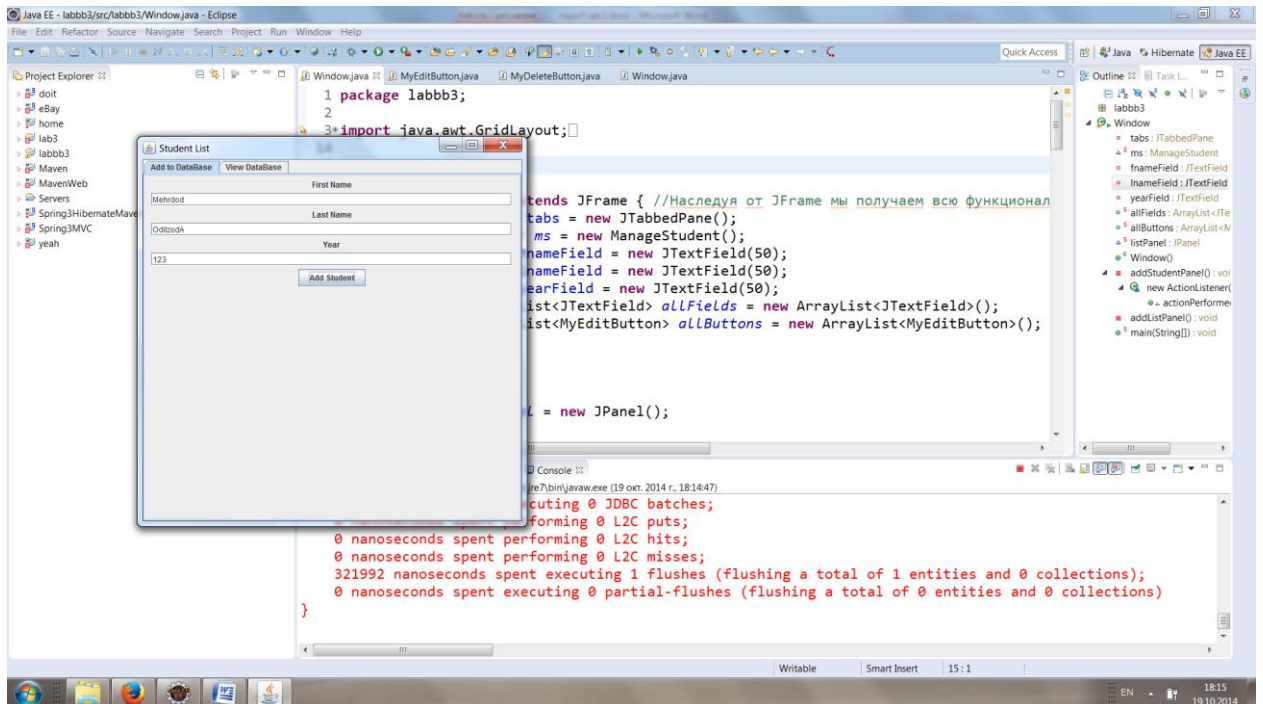 Java EE - labbb3/src/labbb3/Window.java - Eclipse
File Edit Refactor Source Navigate Search Project Run Window Help
Quick Access
Java
Hibernate
Java EE
Project Explorer
doit
eBay
home
lab3
labbb3
Maven
MavenWeb
Servers
Spring3HibernateMave
Spring3MVC
yeah
Window.java
MyEditButton.java
MyDeleteButton.java
Window.java
1 package labbb3;
2
3 import java.awt.GridLayout;
14
tends JFrame { //Наследуя от JFrame мы получаем всю функционал
tabs = new JTabbedPane();
ms = new ManageStudent();
nameField = new JTextField(50);
nameField = new JTextField(50);
earField = new JTextField(50);
ist<JTextField> allFields = new ArrayList<JTextField>();
ist<MyEditButton> allButtons = new ArrayList<MyEditButton>();
= new JPanel();
Student List
Add to DataBase
View DataBase
First Name
Mehrdod
Last Name
OdilzodA
Year
123
Add Student
Outline
Task L...
labbb3
Window
tabs : JTabbedPane
ms : ManageStudent
fnameField : JTextField
lnameField : JTextField
yearField : JTextField
allFields : ArrayList<JTe
allButtons : ArrayList<M
listPanel : JPanel
Window()
addStudentPanel() : voi
new ActionListener(
actionPerforme
addListPanel() : void
main(String[]) : void
Console
jre7\bin\javaw.exe (19 окт. 2014 г., 18:14:47)
cuting 0 JDBC batches;
0 nanoseconds spent performing 0 L2C puts;
0 nanoseconds spent performing 0 L2C hits;
0 nanoseconds spent performing 0 L2C misses;
321992 nanoseconds spent executing 1 flushes (flushing a total of 1 entities and 0 collections);
0 nanoseconds spent executing 0 partial-flushes (flushing a total of 0 entities and 0 collections)
}
Writable
Smart Insert
15 : 1
EN
18:15
19.10.2014